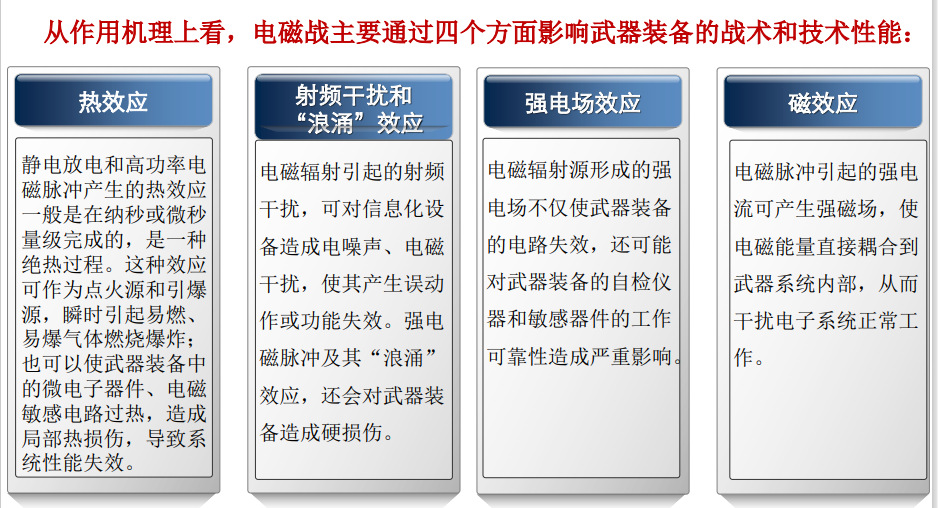 从作用机理上看，电磁战主要通过四个方面影响武器装备的战术和技术性能：
热效应
静电放电和高功率电
磁脉冲产生的热效应
一般是在纳秒或微秒
量级完成的，是一种
绝热过程。这种效应
可作为点火源和引爆
源，瞬时引起易燃、
易爆气体燃烧爆炸；
也可以使武器装备中
的微电子器件、电磁
敏感电路过热，造成
局部热损伤，导致系
统性能失效。
射频干扰和
“浪涌”效应
电磁辐射引起的射频
干扰，可对信息化设
备造成电噪声、电磁
干扰，使其产生误动
作或功能失效。强电
磁脉冲及其“浪涌”
效应，还会对武器装
备造成硬损伤。
强电场效应
电磁辐射源形成的强
电场不仅使武器装备
的电路失效，还可能
对武器装备的自检仪
器和敏感器件的工作
可靠性造成严重影响。
磁效应
电磁脉冲引起的强电
流可产生强磁场，使
电磁能量直接耦合到
武器系统内部，从而
干扰电子系统正常工
作。